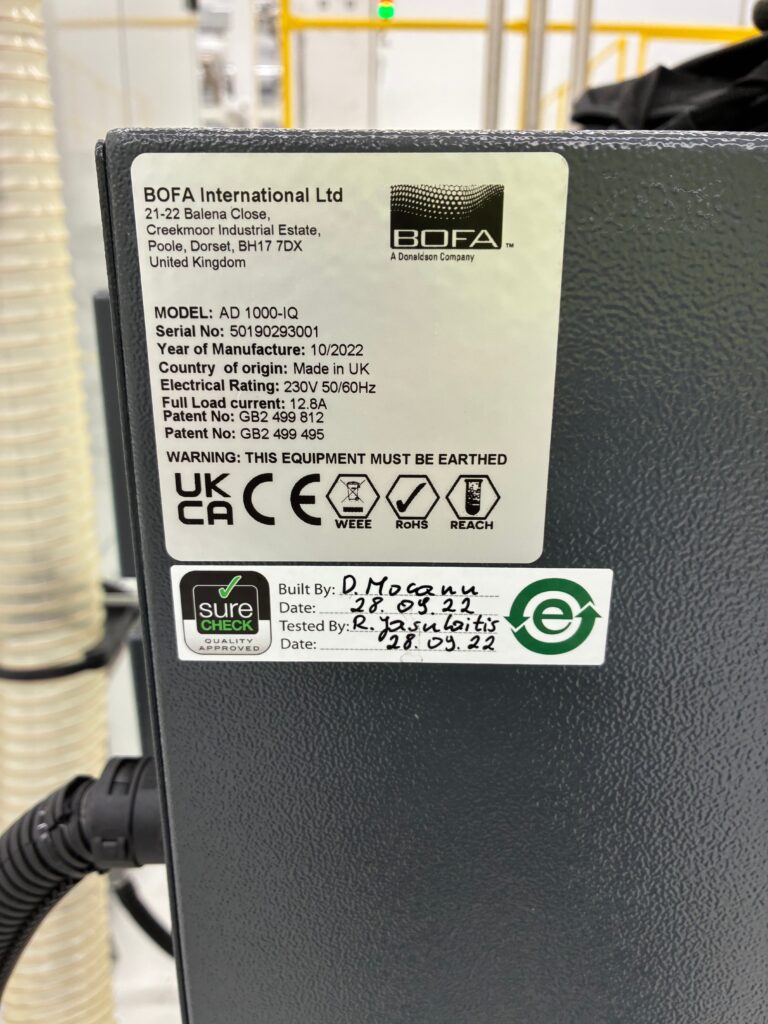 BOFA International Ltd
21-22 Balena Close,
Creekmoor Industrial Estate,
Poole, Dorset, BH17 7DX
United Kingdom
BOFA™
A Donaldson Company
MODEL: AD 1000-IQ
Serial No: 50190293001
Year of Manufacture: 10/2022
Country of origin: Made in UK
Electrical Rating: 230V 50/60Hz
Full Load current: 12.8A
Patent No: GB2 499 812
Patent No: GB2 499 495
WARNING: THIS EQUIPMENT MUST BE EARTHED
UK
CA
CE
WEEE
RoHS
REACH
sure
CHECK
QUALITY
APPROVED
Built By: D. Mocanu
Date: 28.09.22
Tested By: R. Jasulaitis
Date: 28.09.22
e